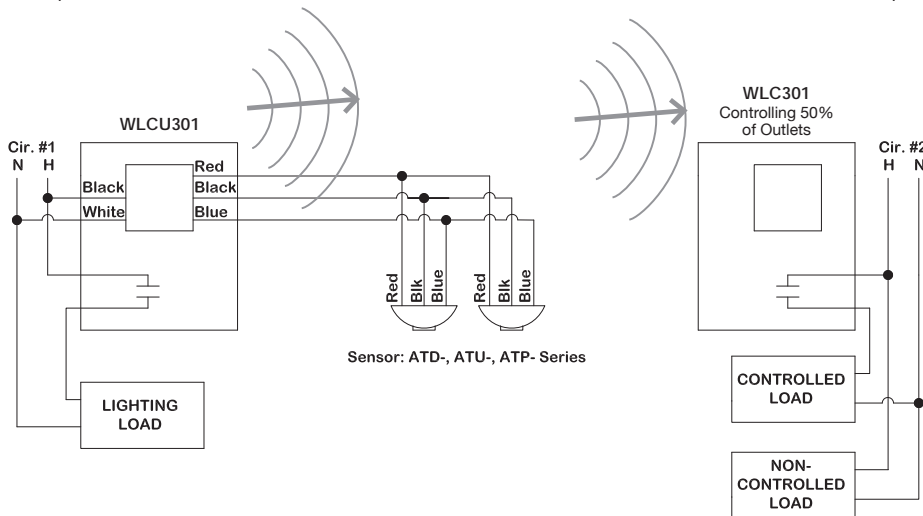 WLCU301
Cir. #1
N H
Black
White
Red
Black
Blue
Red
Blk
Blue
Red
Blk
Blue
Sensor: ATD-, ATU-, ATP- Series
LIGHTING
LOAD
WLC301
Controlling 50%
of Outlets
Cir. #2
H N
CONTROLLED
LOAD
NON-
CONTROLLED
LOAD